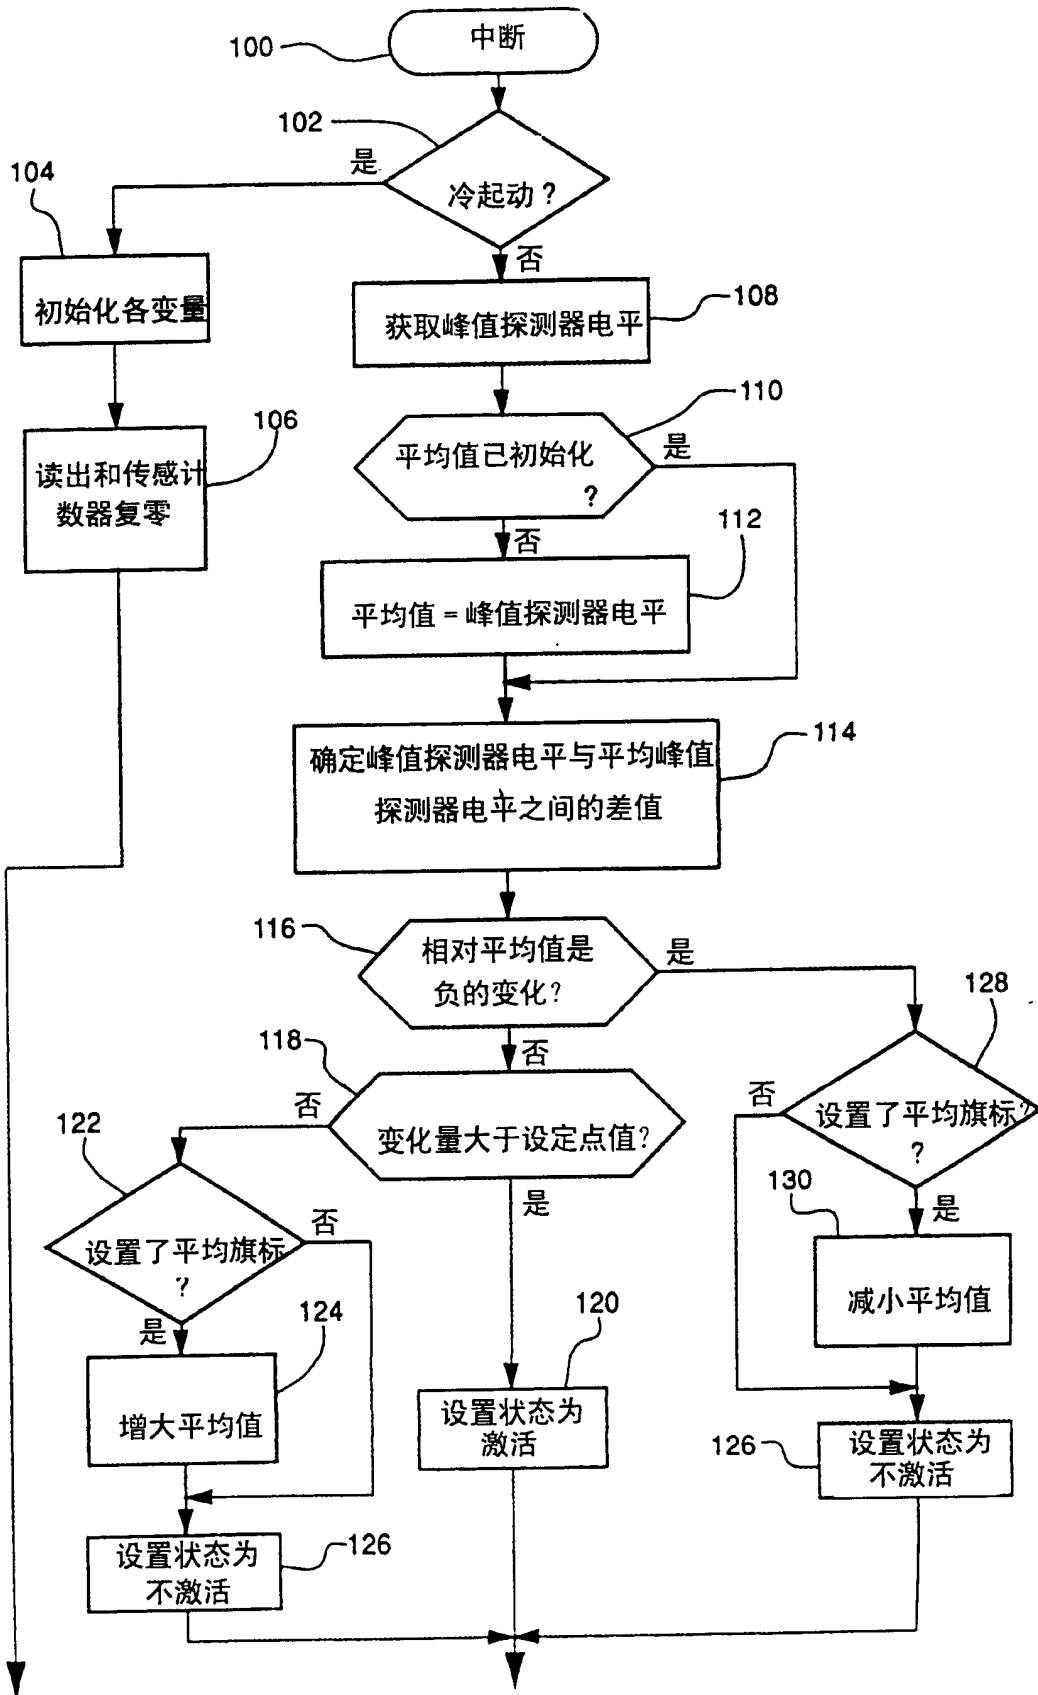 中断
100
102
是
104
冷起动?
否
初始化各变量
108
获取峰值探测器电平
110
106
平均值已初始化
?
是
读出和传感计
数器复零
112
否
平均值=峰值探测器电平
114
确定峰值探测器电平与平均峰值
探测器电平之间的差值
116
相对平均值是
负的变化?
是
128
118
否
否
变化量大于设定点值?
否
设置了平均旗标?
?
122
是
130
是
否
设置了平均旗标
?
减小平均值
是
124
120
增大平均值
设置状态为
激活
126
设置状态为
不激活
设置状态为
不激活
126